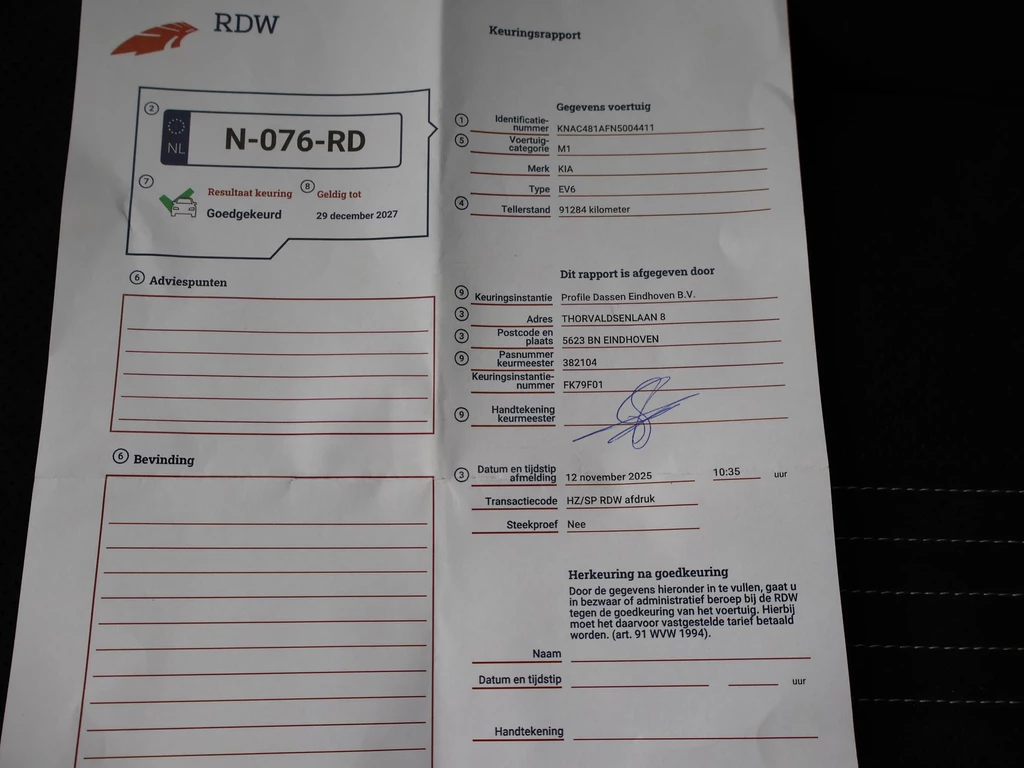 RDW
Keuringsrapport
2
NL
N-076-RD
7
Resultaat keuring
Goedgekeurd
8
Geldig tot
29 december 2027
6 Adviespunten
6 Bevinding
Gegevens voertuig
1 Identificatie-
nummer KNAC481AFN5004411
5 Voertuig-
categorie M1
Merk KIA
Type EV6
4 Tellerstand 91284 kilometer
Dit rapport is afgegeven door
9 Keuringsinstantie Profile Dassen Eindhoven B.V.
3 Adres THORVALDSENLAAN 8
3 Postcode en
plaats 5623 BN EINDHOVEN
9 Pasnummer
keurmeester 382104
Keuringsinstantie-
nummer FK79F01
9 Handtekening
keurmeester
3 Datum en tijdstip
afmelding 12 november 2025 10:35 uur
Transactiecode HZ/SP RDW afdruk
Steekproef Nee
Herkeuring na goedkeuring
Door de gegevens hieronder in te vullen, gaat u
in bezwaar of administratief beroep bij de RDW
tegen de goedkeuring van het voertuig. Hierbij
moet het daarvoor vastgestelde tarief betaald
worden. (art. 91 WVW 1994).
Naam
Datum en tijdstip uur
Handtekening